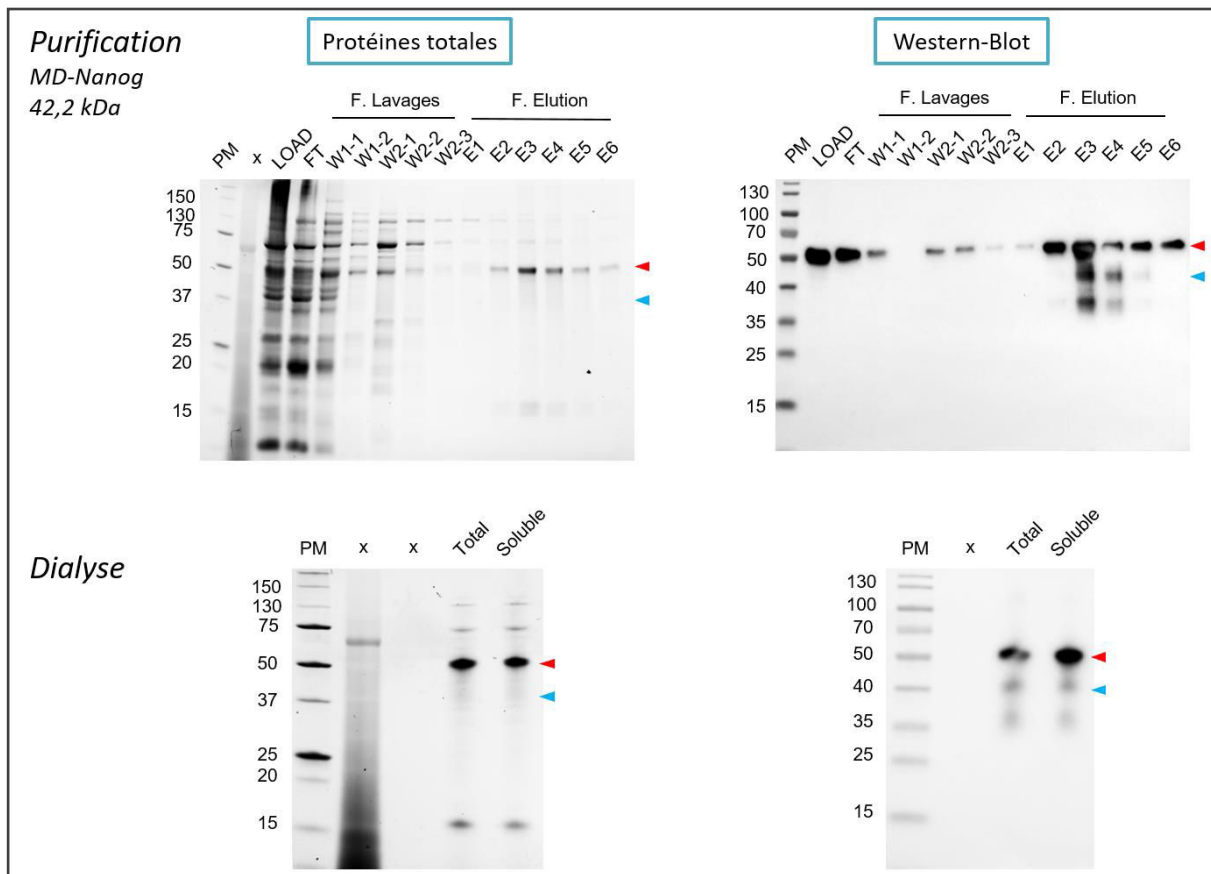 Purification
MD-Nanog
42,2 kDa
Protéines totales
F. Lavages
F. Elution
PM
x
LOAD
FT
W1-1
W1-2
W2-1
W2-2
W2-3
E1
E2
E3
E4
E5
E6
150
130
75
50
37
25
20
15
Western-Blot
F. Lavages
F. Elution
PM
LOAD
FT
W1-1
W1-2
W2-1
W2-2
W2-3
E1
E2
E3
E4
E5
E6
130
100
70
50
40
35
25
15
Dialyse
PM
x
x
Total
Soluble
150
130
75
50
37
25
20
15
PM
x
Total
Soluble
130
100
70
50
40
35
25
15